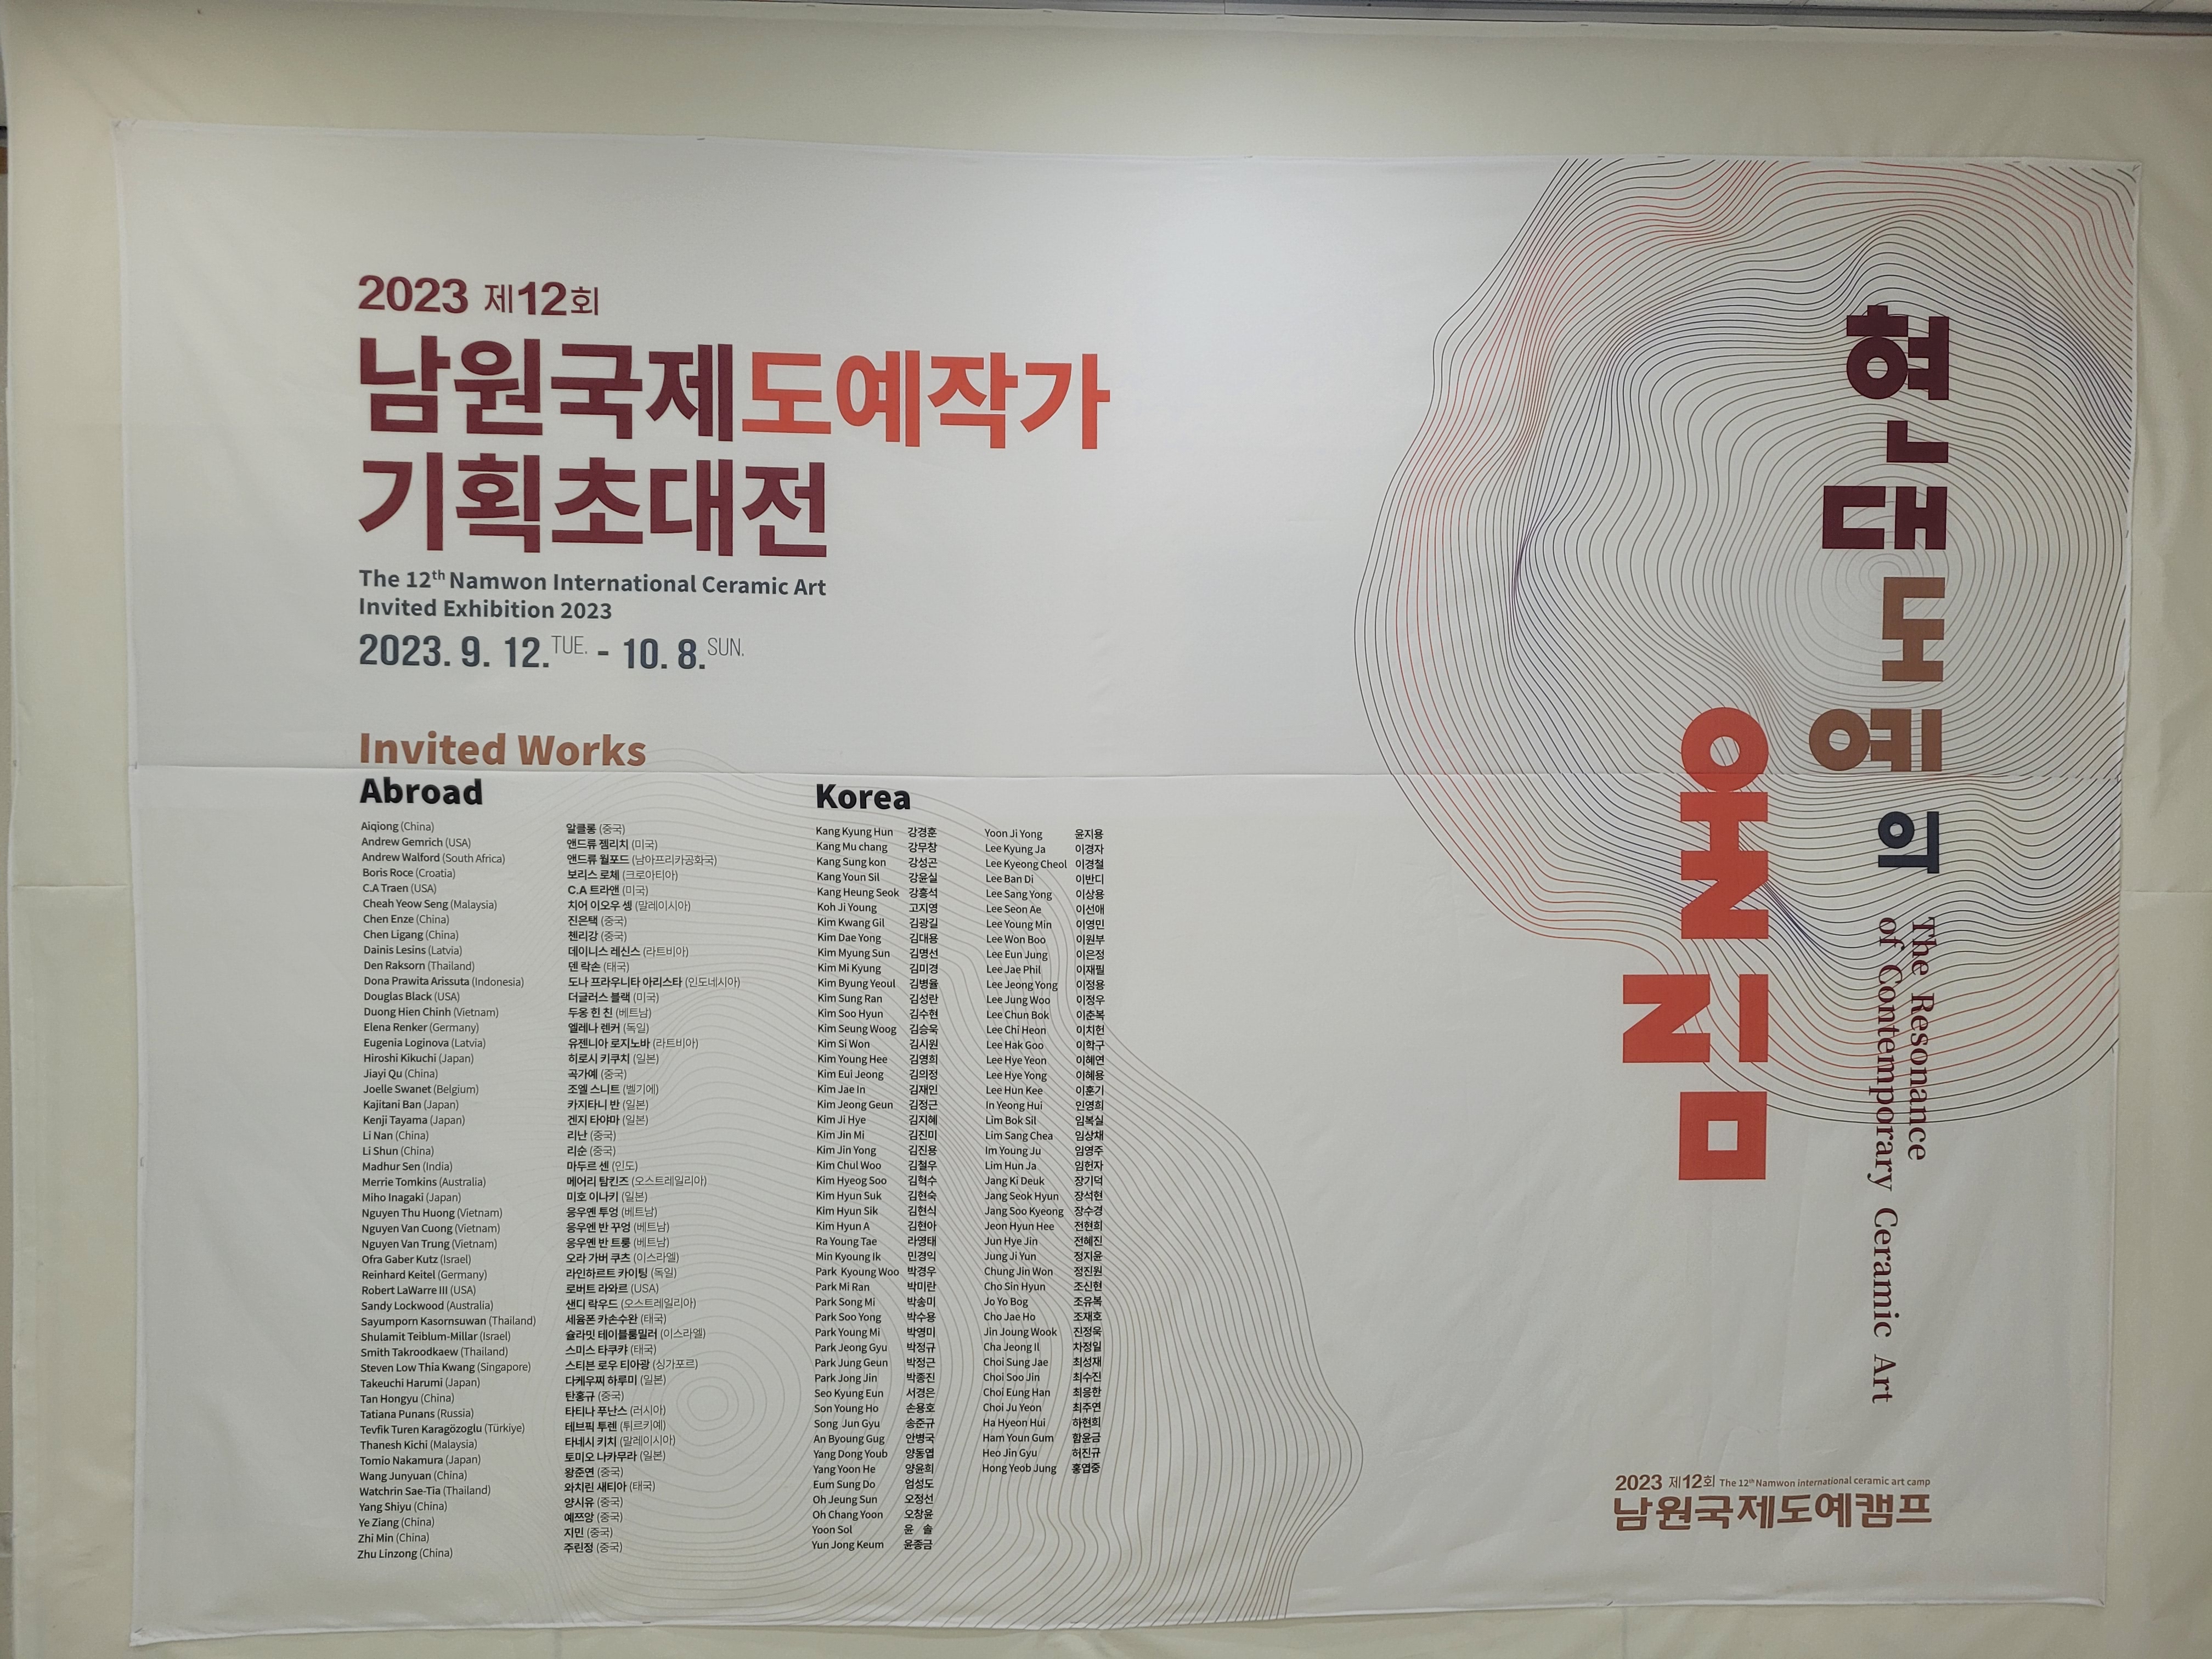 2023 제12회
남원국제도예작가
기획초대전
The 12th Namwon International Ceramic Art
Invited Exhibition 2023
2023. 9. 12. TUE. - 10. 8. SUN.
Invited Works
Abroad
Aiqiong (China) 알클롱 (중국)
Andrew Gemrich (USA) 앤드류 젬리치 (미국)
Andrew Walford (South Africa) 앤드류 월포드 (남아프리카공화국)
Boris Roce (Croatia) 보리스 로체 (크로아티아)
C.A Traen (USA) C.A 트라앤 (미국)
Cheah Yeow Seng (Malaysia) 치어 이오우 셍 (말레이시아)
Chen Enze (China) 진은택 (중국)
Chen Ligang (China) 첸리강 (중국)
Dainis Lesins (Latvia) 데이니스 레신스 (라트비아)
Den Raksorn (Thailand) 덴 락손 (태국)
Dona Prawita Arissuta (Indonesia) 도나 프라우니타 아리스타 (인도네시아)
Douglas Black (USA) 더글러스 블랙 (미국)
Duong Hien Chinh (Vietnam) 두옹 힌 친 (베트남)
Elena Renker (Germany) 엘레나 렌커 (독일)
Eugenia Loginova (Latvia) 유젠니아 로지노바 (라트비아)
Hiroshi Kikuchi (Japan) 히로시 키쿠치 (일본)
Jiayi Qu (China) 곡가예 (중국)
Joelle Swanet (Belgium) 조엘 스니트 (벨기에)
Kajitani Ban (Japan) 카지타니 반 (일본)
Kenji Tayama (Japan) 겐지 타야마 (일본)
Li Nan (China) 리난 (중국)
Li Shun (China) 리순 (중국)
Madhur Sen (India) 마두르 센 (인도)
Merrie Tomkins (Australia) 메어리 탐킨즈 (오스트레일리아)
Miho Inagaki (Japan) 미호 이나키 (일본)
Nguyen Thu Huong (Vietnam) 응우옌 투엉 (베트남)
Nguyen Van Cuong (Vietnam) 응우엔 반 꾸엉 (베트남)
Nguyen Van Trung (Vietnam) 응우옌 반 트룽 (베트남)
Ofra Gaber Kutz (Israel) 오라 가버 쿠츠 (이스라엘)
Reinhard Keitel (Germany) 라인하르트 카이팅 (독일)
Robert LaWarre III (USA) 로버트 라와르 (USA)
Sandy Lockwood (Australia) 샌디 락우드 (오스트레일리아)
Sayumporn Kasornsuwan (Thailand) 세윰폰 카손수완 (태국)
Shulamit Teiblum-Millar (Israel) 슐라밋 테이블룸밀러 (이스라엘)
Smith Takroodkaew (Thailand) 스미스 타쿠캬 (태국)
Steven Low Thia Kwang (Singapore) 스티븐 로우 티아광 (싱가포르)
Takeuchi Harumi (Japan) 다케우찌 하루미 (일본)
Tan Hongyu (China) 탄홍규 (중국)
Tatiana Punans (Russia) 타티나 푸난스 (러시아)
Tevfik Turen Karagözoglu (Türkiye) 테브픽 투렌 (튀르키예)
Thanesh Kichi (Malaysia) 타네시 키치 (말레이시아)
Tomio Nakamura (Japan) 토미오 나카무라 (일본)
Wang Junyuan (China) 왕준연 (중국)
Watchrin Sae-Tia (Thailand) 와치린 새티아 (태국)
Yang Shiyu (China) 양시유 (중국)
Ye Ziang (China) 예쯔앙 (중국)
Zhi Min (China) 지민 (중국)
Zhu Linzong (China) 주린정 (중국)
Korea
Kang Kyung Hun 강경훈
Kang Mu chang 강무창
Kang Sung kon 강성곤
Kang Youn Sil 강윤실
Kang Heung Seok 강흥석
Koh Ji Young 고지영
Kim Kwang Gil 김광길
Kim Dae Yong 김대용
Kim Myung Sun 김명선
Kim Mi Kyung 김미경
Kim Byung Yeoul 김병율
Kim Sung Ran 김성란
Kim Soo Hyun 김수현
Kim Seung Woog 김승욱
Kim Si Won 김시원
Kim Young Hee 김영희
Kim Eui Jeong 김의정
Kim Jae In 김재인
Kim Jeong Geun 김정근
Kim Ji Hye 김지혜
Kim Jin Mi 김진미
Kim Jin Yong 김진용
Kim Chul Woo 김철우
Kim Hyeog Soo 김혁수
Kim Hyun Suk 김현숙
Kim Hyun Sik 김현식
Kim Hyun A 김현아
Ra Young Tae 라영태
Min Kyoung Ik 민경익
Park Kyoung Woo 박경우
Park Mi Ran 박미란
Park Song Mi 박송미
Park Soo Yong 박수용
Park Young Mi 박영미
Park Jeong Gyu 박정규
Park Jung Geun 박정근
Park Jong Jin 박종진
Seo Kyung Eun 서경은
Son Young Ho 손용호
Song Jun Gyu 송준규
An Byoung Gug 안병국
Yang Dong Youb 양동엽
Yang Yoon He 양윤희
Eum Sung Do 엄성도
Oh Jeung Sun 오정선
Oh Chang Yoon 오창윤
Yoon Sol 윤 솔
Yun Jong Keum 윤종금
Yoon Ji Yong 윤지용
Lee Kyung Ja 이경자
Lee Kyeong Cheol 이경철
Lee Ban Di 이반디
Lee Sang Yong 이상용
Lee Seon Ae 이선애
Lee Young Min 이영민
Lee Won Boo 이원부
Lee Eun Jung 이은정
Lee Jae Phil 이재필
Lee Jeong Yong 이정용
Lee Jung Woo 이정우
Lee Chun Bok 이춘복
Lee Chi Heon 이치헌
Lee Hak Goo 이학구
Lee Hye Yeon 이혜연
Lee Hye Yong 이혜용
Lee Hun Kee 이훈기
In Yeong Hui 인영희
Lim Bok Sil 임복실
Lim Sang Chea 임상채
Im Young Ju 임영주
Lim Hun Ja 임헌자
Jang Ki Deuk 장기덕
Jang Seok Hyun 장석현
Jang Soo Kyeong 장수경
Jeon Hyun Hee 전현희
Jun Hye Jin 전혜진
Jung Ji Yun 정지윤
Chung Jin Won 정진원
Cho Sin Hyun 조신현
Jo Yo Bog 조유복
Cho Jae Ho 조재호
Jin Joung Wook 진정욱
Cha Jeong Il 차정일
Choi Sung Jae 최성재
Choi Soo Jin 최수진
Choi Eung Han 최응한
Choi Ju Yeon 최주연
Ha Hyeon Hui 하현희
Ham Youn Gum 함윤금
Heo Jin Gyu 허진규
Hong Yeob Jung 홍엽중
현대도예의
울림
The Resonance
of Contemporary Ceramic Art
2023 제12회 The 12th Namwon international ceramic art camp
남원국제도예캠프